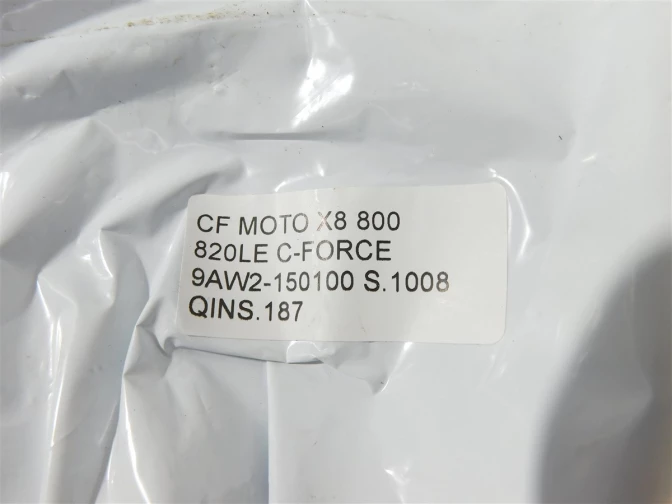 CF MOTO X8 800
820LE C-FORCE
9AW2-150100 S.1008
QINS.187